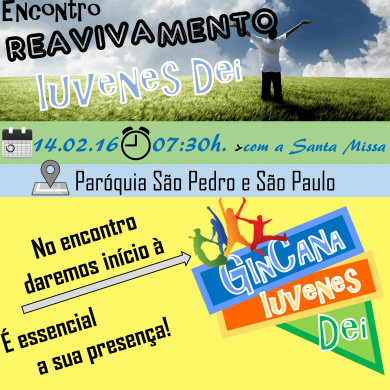 Encontro
REAVIVAMENTO
Iuvenes Dei
14.02.16 07:30h. >com a Santa Missa
Paróquia São Pedro e São Paulo
No encontro
daremos início à
É essencial
a sua presença!
GinCana
Iuvenes
Dei